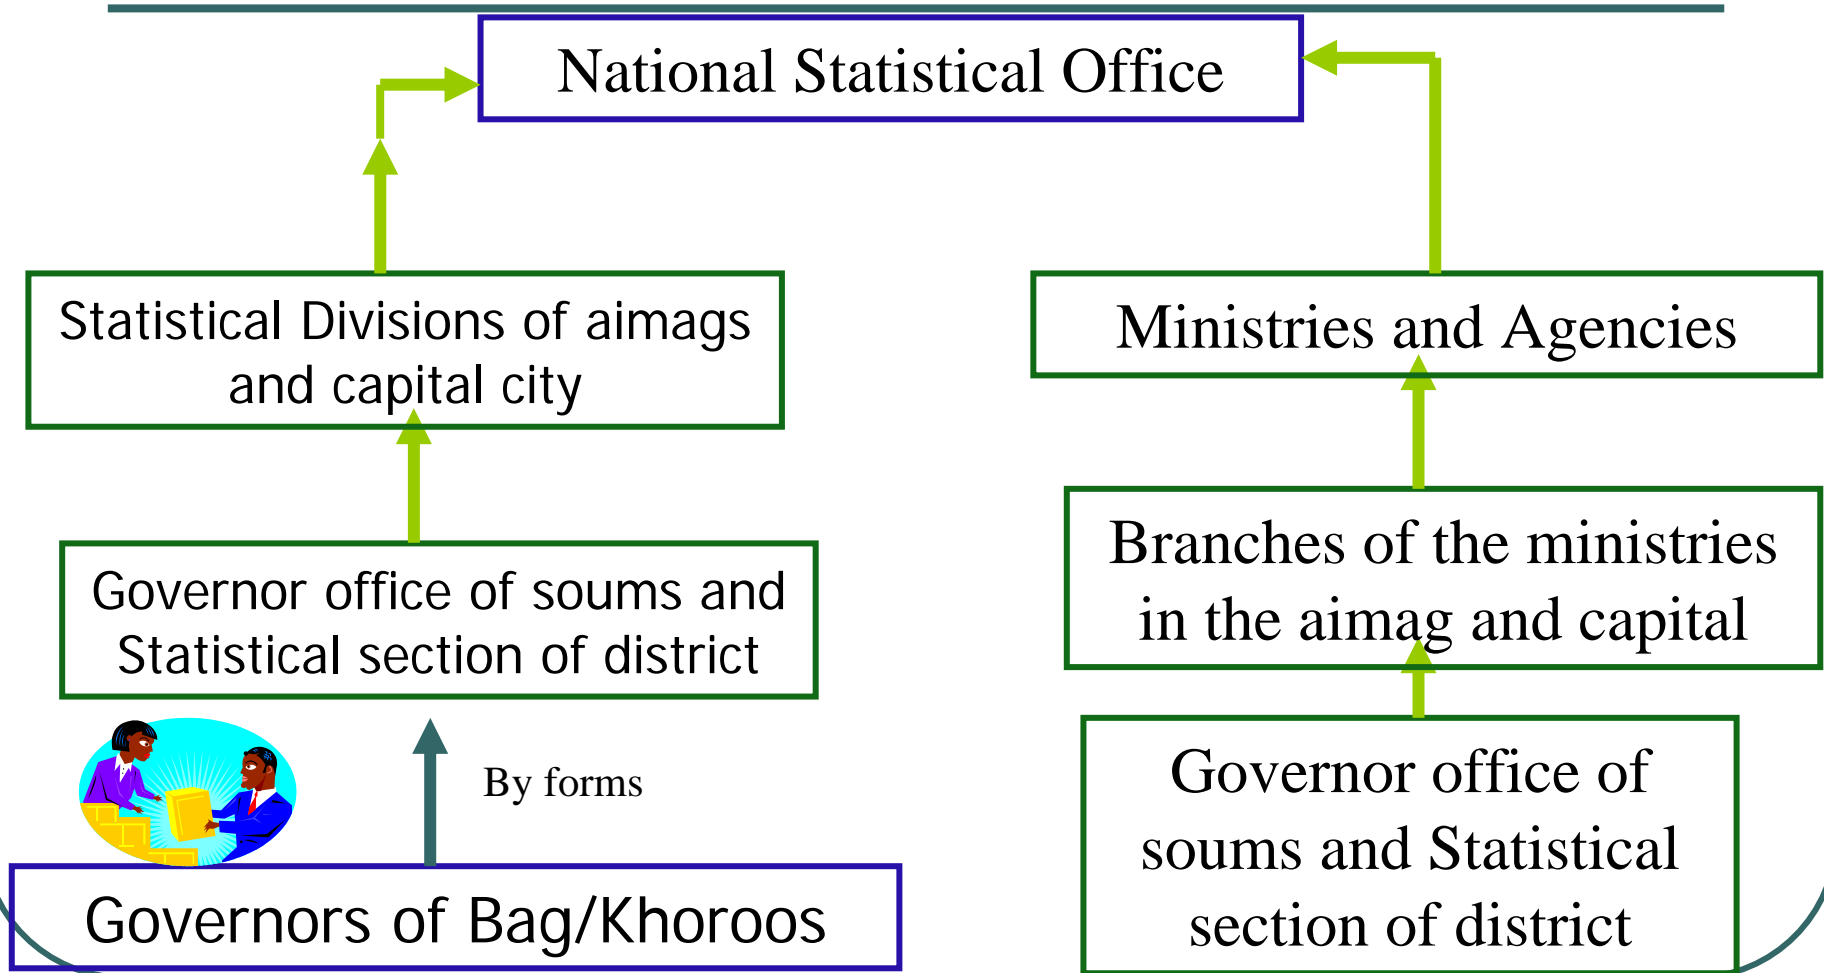 National Statistical Office
Statistical Divisions of aimags
and capital city
Governor office of soums and
Statistical section of district
By forms
Governors of Bag/Khoroos
Ministries and Agencies
Branches of the ministries
in the aimag and capital
Governor office of
soums and Statistical
section of district